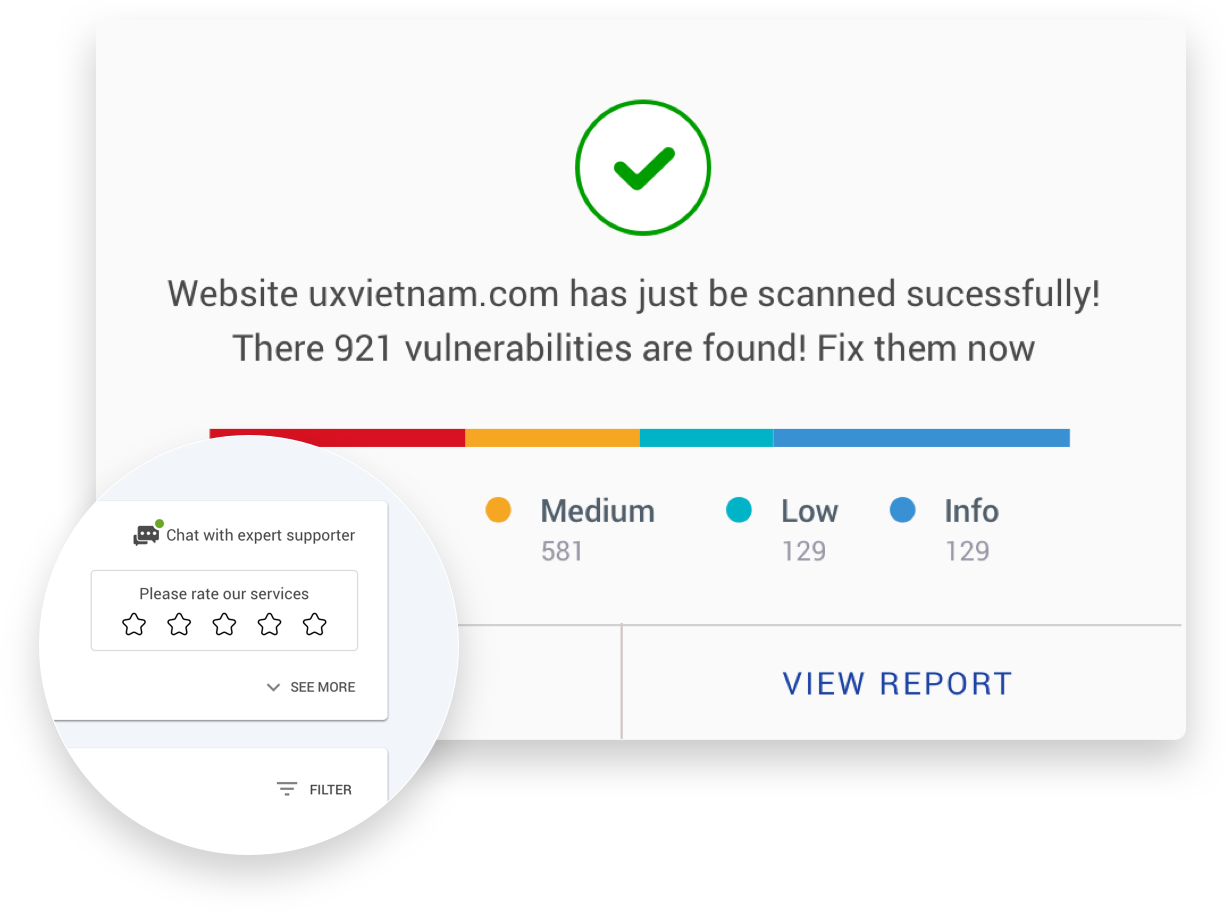 Website uxvietnam.com has just be scanned sucessfully!
There 921 vulnerabilities are found! Fix them now
Medium
581
Low
129
Info
129
VIEW REPORT
Chat with expert supporter
Please rate our services
SEE MORE
FILTER